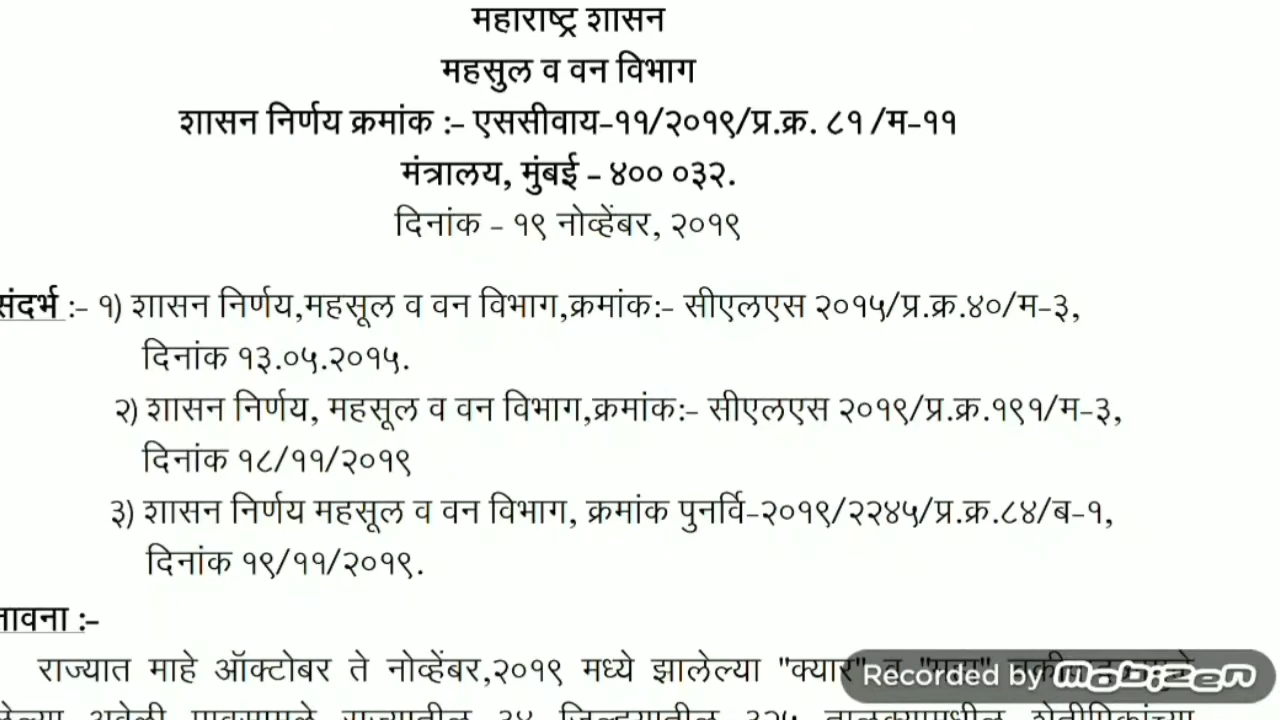 महाराष्ट्र शासन
महसुल व वन विभाग
शासन निर्णय क्रमांक :- एससीवाय-११/२०१९/प्र.क्र. ८१ /म-११
मंत्रालय, मुंबई - ४०० ०३२.
दिनांक - १९ नोव्हेंबर, २०१९
संदर्भ :- १) शासन निर्णय,महसूल व वन विभाग,क्रमांक:- सीएलएस २०१५/प्र.क्र.४०/म-३,
दिनांक १३.०५.२०१५.
२) शासन निर्णय, महसूल व वन विभाग,क्रमांक:- सीएलएस २०१९/प्र.क्र.१९१/म-३,
दिनांक १८/११/२०१९
३) शासन निर्णय महसूल व वन विभाग, क्रमांक पुनर्वि-२०१९/२२४५/प्र.क्र.८४/ब-१,
दिनांक १९/११/२०१९.
तावना :-
राज्यात माहे ऑक्टोबर ते नोव्हेंबर,२०१९ मध्ये झालेल्या "क्यार"
Recorded by mobizen